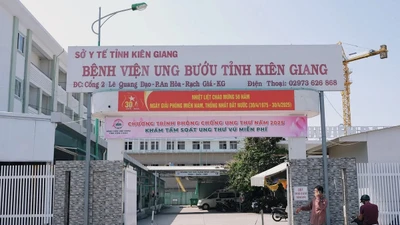 SỞ Y TẾ TỈNH KIÊN GIANG
BỆNH VIỆN UNG BƯỚU TỈNH KIÊN GIANG
ĐC: Cổng 2 Lê Quang Đạo-P.An Hòa-Rạch Giá-KG Điện Thoại: 02973 626 868
30
NHIỆT LIỆT CHÀO MỪNG 50 NĂM
NGÀY GIẢI PHÓNG MIỀN NAM, THỐNG NHẤT ĐẤT NƯỚC (30/4/1975 - 30/4/2025)
CHƯƠNG TRÌNH PHÒNG CHỐNG UNG THƯ NĂM 2025
KHÁM TẦM SOÁT UNG THƯ VÚ MIỄN PHÍ